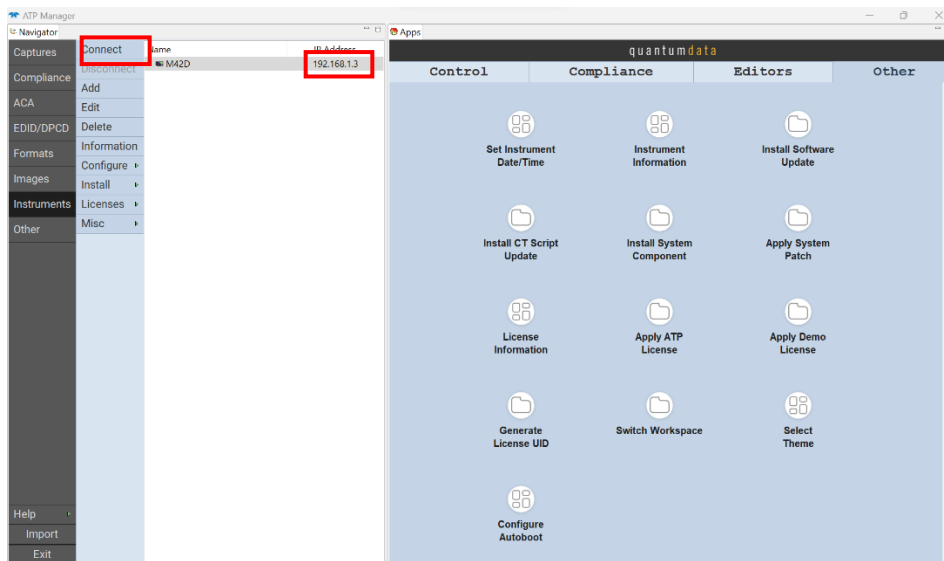 ATP Manager
Navigator
Apps
Captures
Compliance
ACA
EDID/DPCD
Formats
Images
Instruments
Other
Help
Import
Exit
Connect
Disconnect
Add
Edit
Delete
Information
Configure
Install
Licenses
Misc
Name
IP Address
M42D
192.168.1.3
quantumdata
Control
Compliance
Editors
Other
Set Instrument
Date/Time
Instrument
Information
Install Software
Update
Install CT Script
Update
Install System
Component
Apply System
Patch
License
Information
Apply ATP
License
Apply Demo
License
Generate
License UID
Switch Workspace
Select
Theme
Configure
Autoboot